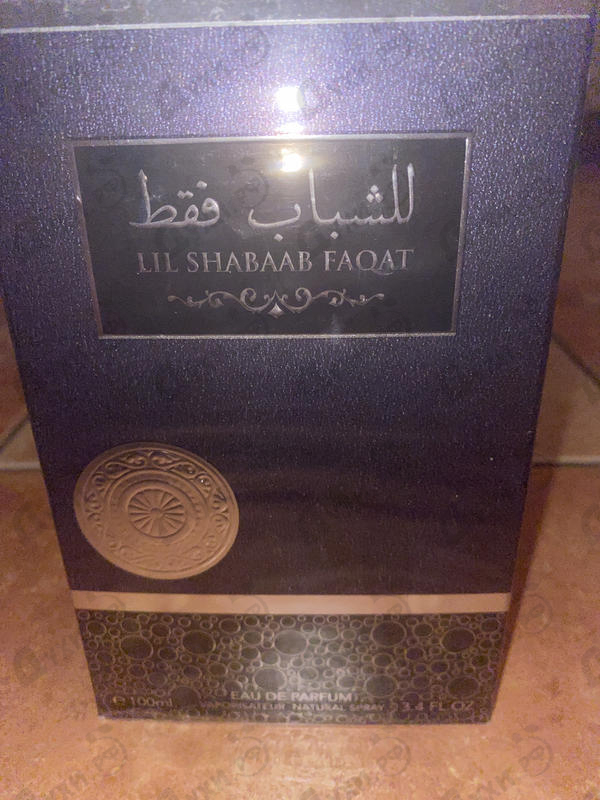 للشباب فقط
LIL SHABAAB FAQAT
EAU DE PARFUM
e 100ml VAPORISATEUR NATURAL SPRAY 3.4 FL OZ